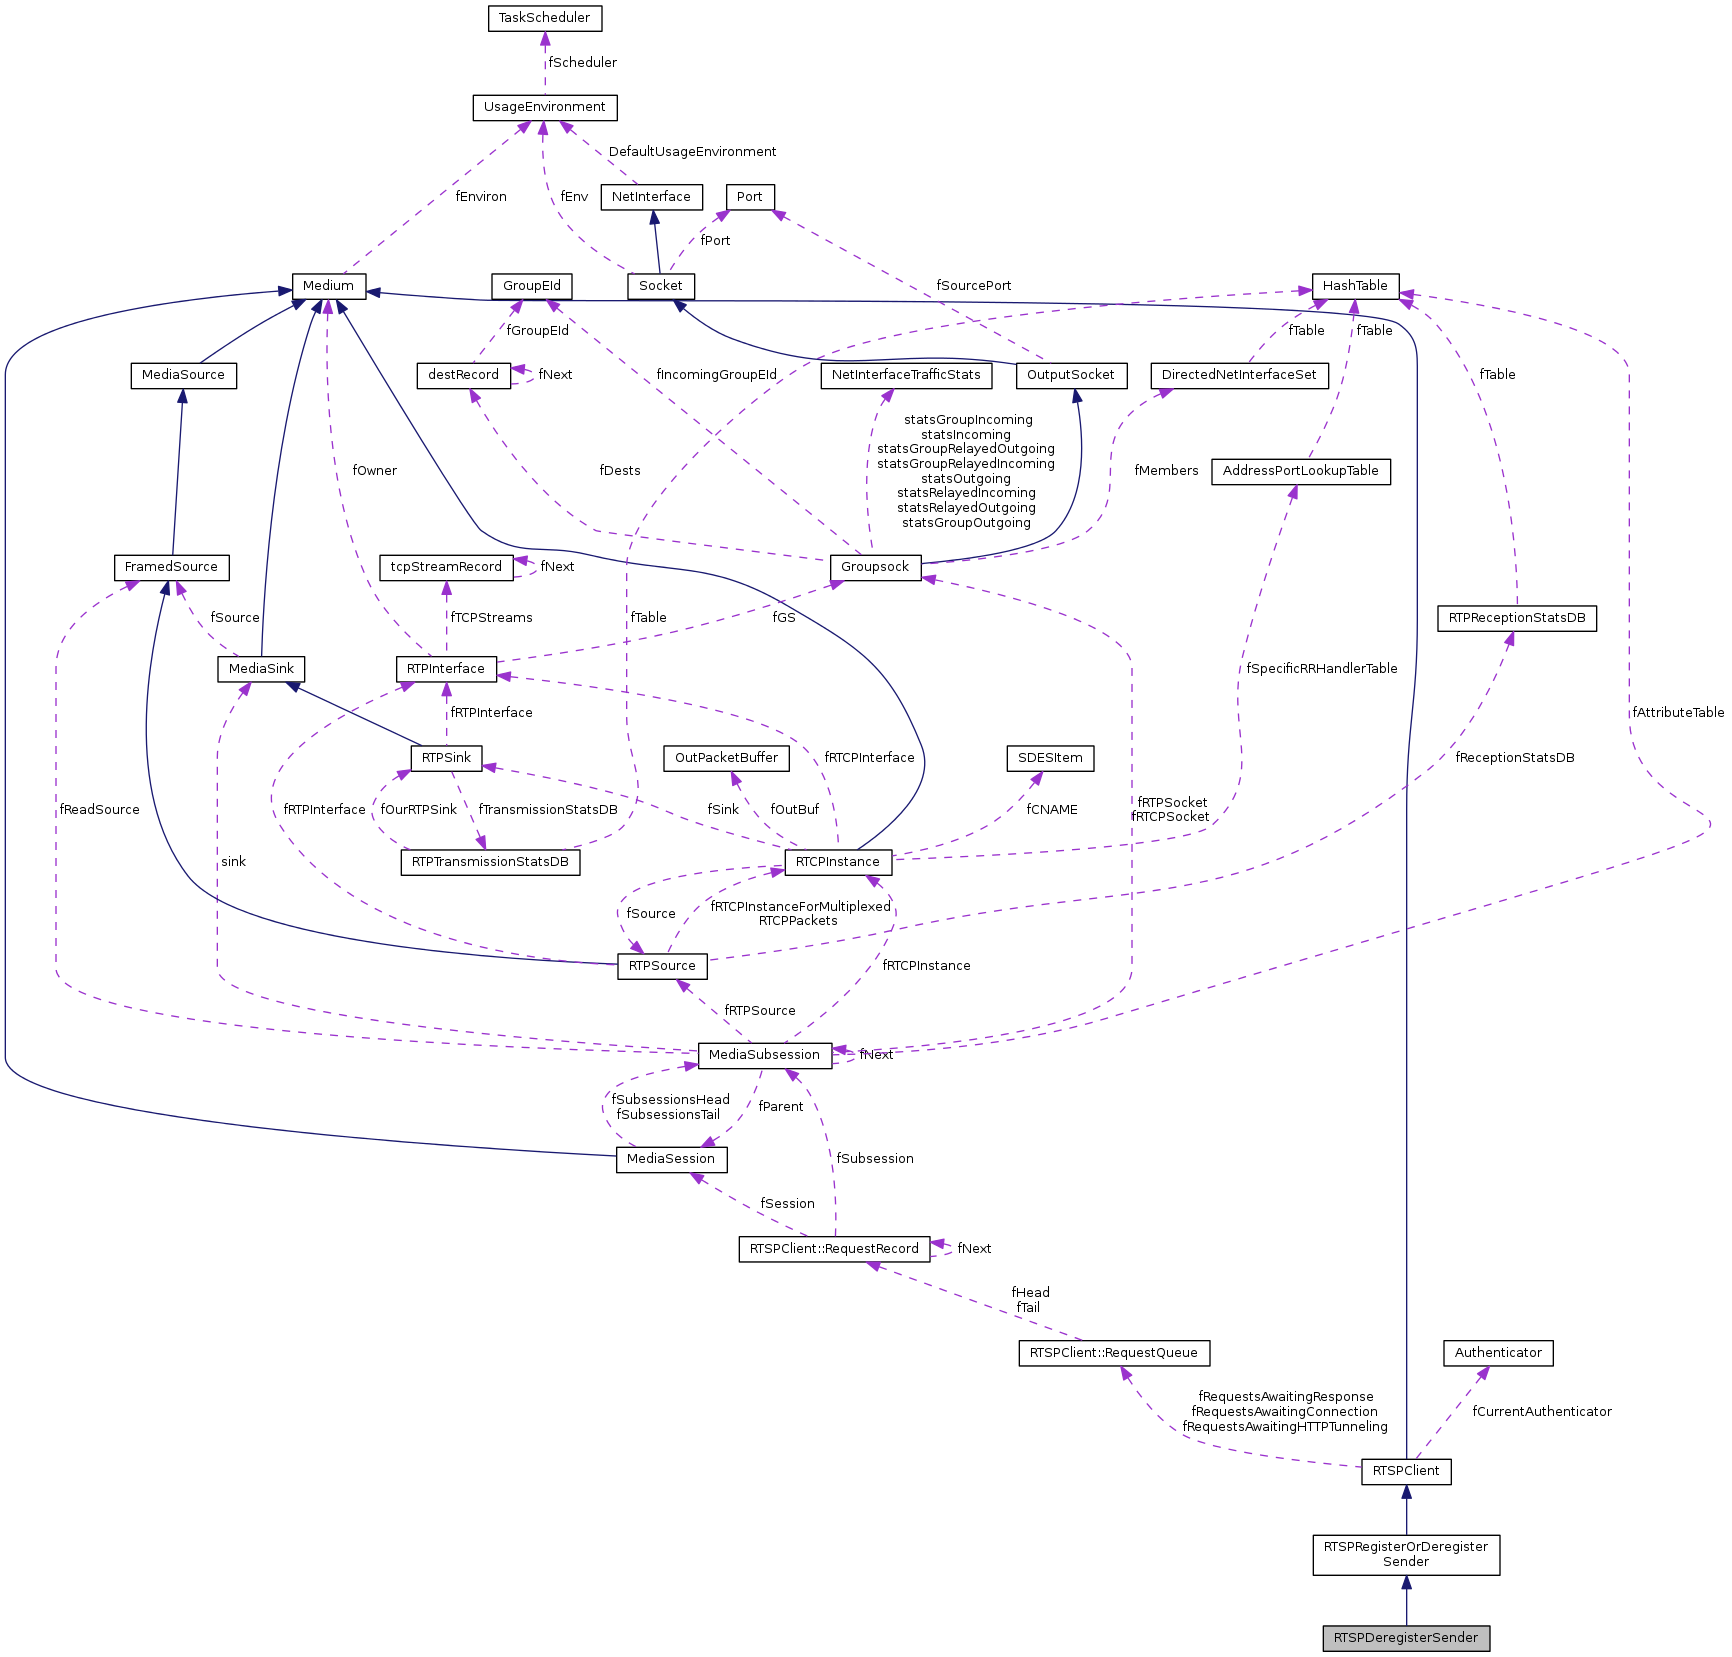 TaskScheduler
fScheduler
UsageEnvironment
DefaultUsageEnvironment
fEnviron
fEnv
NetInterface
Port
fPort
Medium
GroupEId
Socket
fSourcePort
HashTable
fGroupEId
fTable
fTable
MediaSource
destRecord
fNext
fIncomingGroupEId
NetInterfaceTrafficStats
OutputSocket
DirectedNetInterfaceSet
fTable
statsGroupIncoming
statsIncoming
statsGroupRelayedOutgoing
statsGroupRelayedIncoming
statsOutgoing
statsRelayedIncoming
statsRelayedOutgoing
statsGroupOutgoing
fOwner
fDests
fMembers
AddressPortLookupTable
FramedSource
tcpStreamRecord
fNext
Groupsock
fSource
fTCPStreams
fTable
fGS
RTPReceptionStatsDB
MediaSink
RTPInterface
fSpecificRRHandlerTable
fRTPInterface
fAttributeTable
RTPSink
OutPacketBuffer
fRTCPInterface
SDESItem
fReceptionStatsDB
fReadSource
fRTPInterface
fOurRTPSink
fTransmissionStatsDB
fSink
fOutBuf
fCNAME
fRTPSocket
fRTCPSocket
sink
RTPTransmissionStatsDB
RTCPInstance
fSource
fRTCPInstanceForMultiplexed
RTCPPackets
RTPSource
fRTCPInstance
fRTPSource
MediaSubsession
fNext
fSubsessionsHead
fSubsessionsTail
fParent
MediaSession
fSubsession
fSession
RTSPClient::RequestRecord
fNext
fHead
fTail
RTSPClient::RequestQueue
Authenticator
fRequestsAwaitingResponse
fRequestsAwaitingConnection
fRequestsAwaitingHTTPTunneling
fCurrentAuthenticator
RTSPClient
RTSPRegisterOrDeregister
Sender
RTSPDeregisterSender